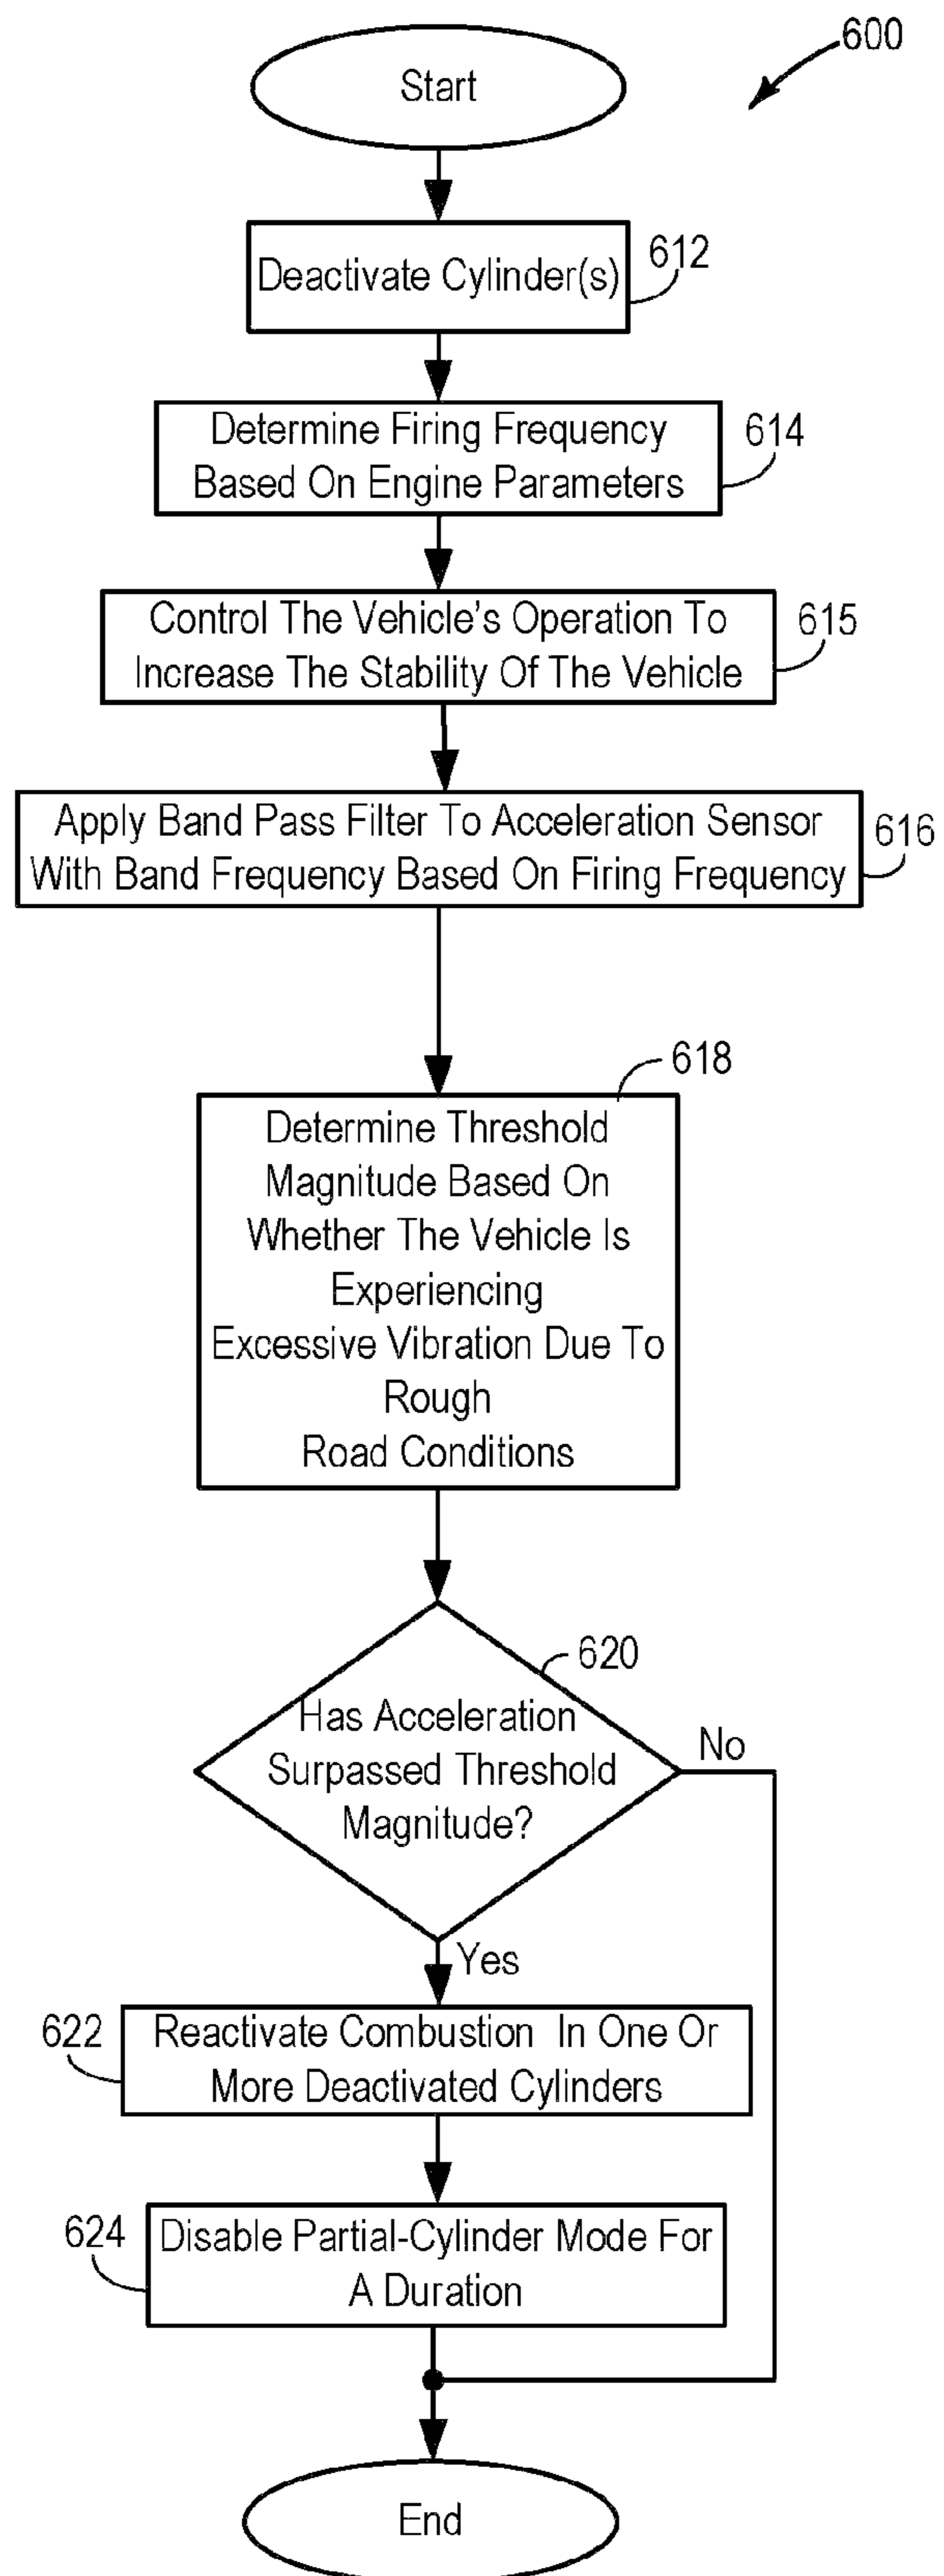 600
Start
Deactivate Cylinder(s)
612
Determine Firing Frequency
Based On Engine Parameters
614
Control The Vehicle's Operation To
Increase The Stability Of The Vehicle
615
Apply Band Pass Filter To Acceleration Sensor
With Band Frequency Based On Firing Frequency
616
618
Determine Threshold
Magnitude Based On
Whether The Vehicle Is
Experiencing
Excessive Vibration Due To
Rough
Road Conditions
620
Has Acceleration
Surpassed Threshold
Magnitude?
No
Yes
622
Reactivate Combustion In One Or
More Deactivated Cylinders
624
Disable Partial-Cylinder Mode For
A Duration
End